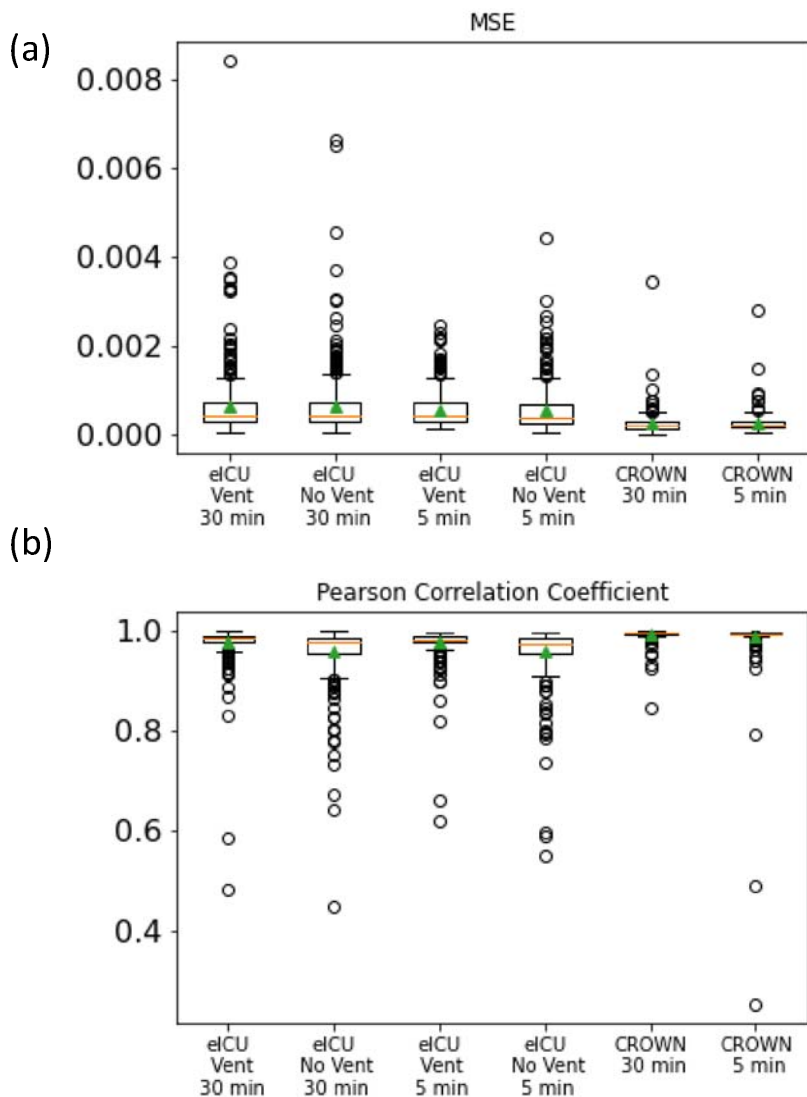 (a)
MSE
0.008
0.006
0.004
0.002
0.000
eICU Vent 30 min
eICU No Vent 30 min
eICU Vent 5 min
eICU No Vent 5 min
CROWN 30 min
CROWN 5 min
(b)
Pearson Correlation Coefficient
1.0
0.8
0.6
0.4
eICU Vent 30 min
eICU No Vent 30 min
eICU Vent 5 min
eICU No Vent 5 min
CROWN 30 min
CROWN 5 min